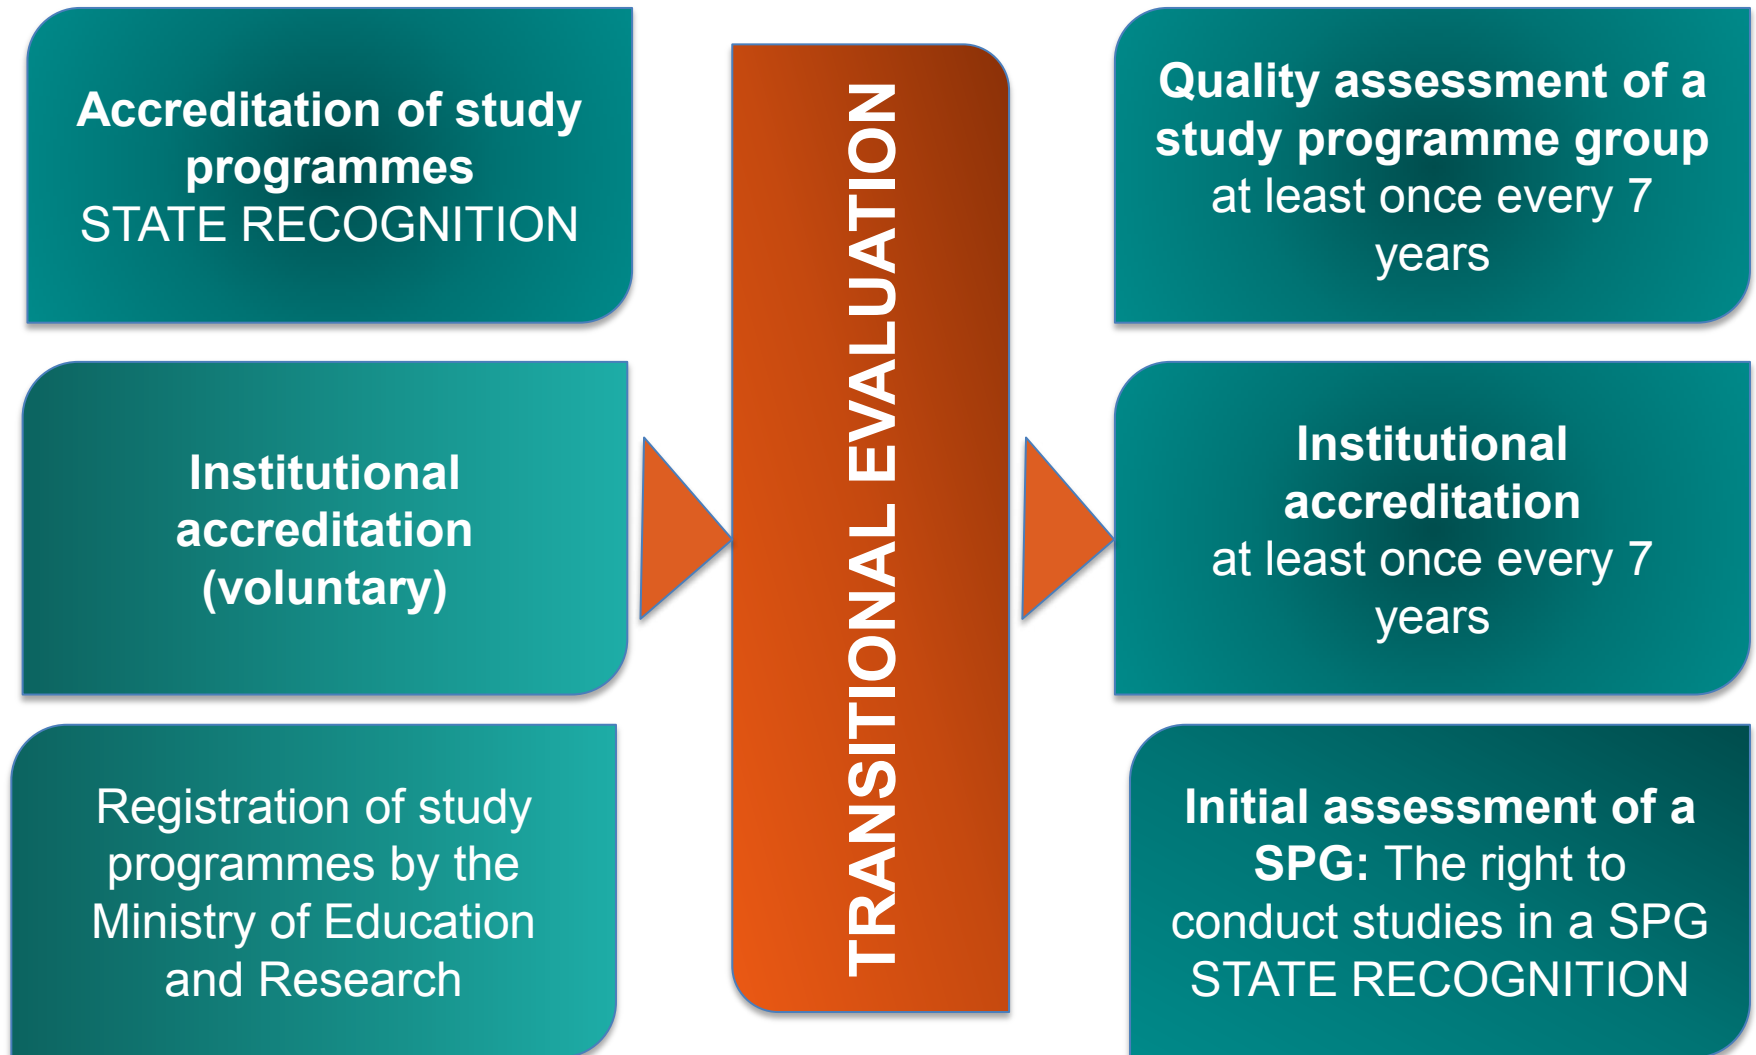 Accreditation of study
programmes
STATE RECOGNITION
Institutional
accreditation
(voluntary)
Registration of study
programmes by the
Ministry of Education
and Research
TRANSITIONAL EVALUATION
Quality assessment of a
study programme group
at least once every 7
years
Institutional
accreditation
at least once every 7
years
Initial assessment of a
SPG: The right to
conduct studies in a SPG
STATE RECOGNITION